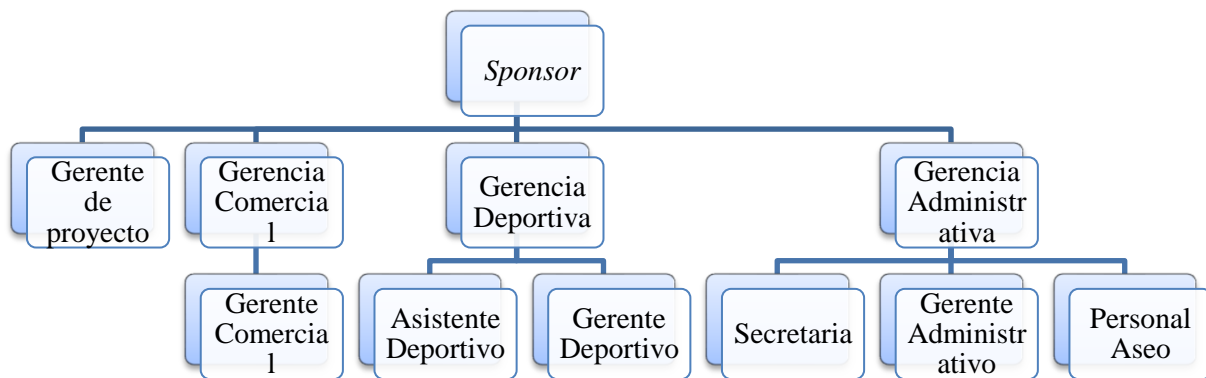 Sponsor
Gerente
de
proyecto
Gerencia
Comercia
l
Gerencia
Deportiva
Gerencia
Administr
ativa
Gerente
Comercia
l
Asistente
Deportivo
Gerente
Deportivo
Secretaria
Gerente
Administr
ativo
Personal
Aseo